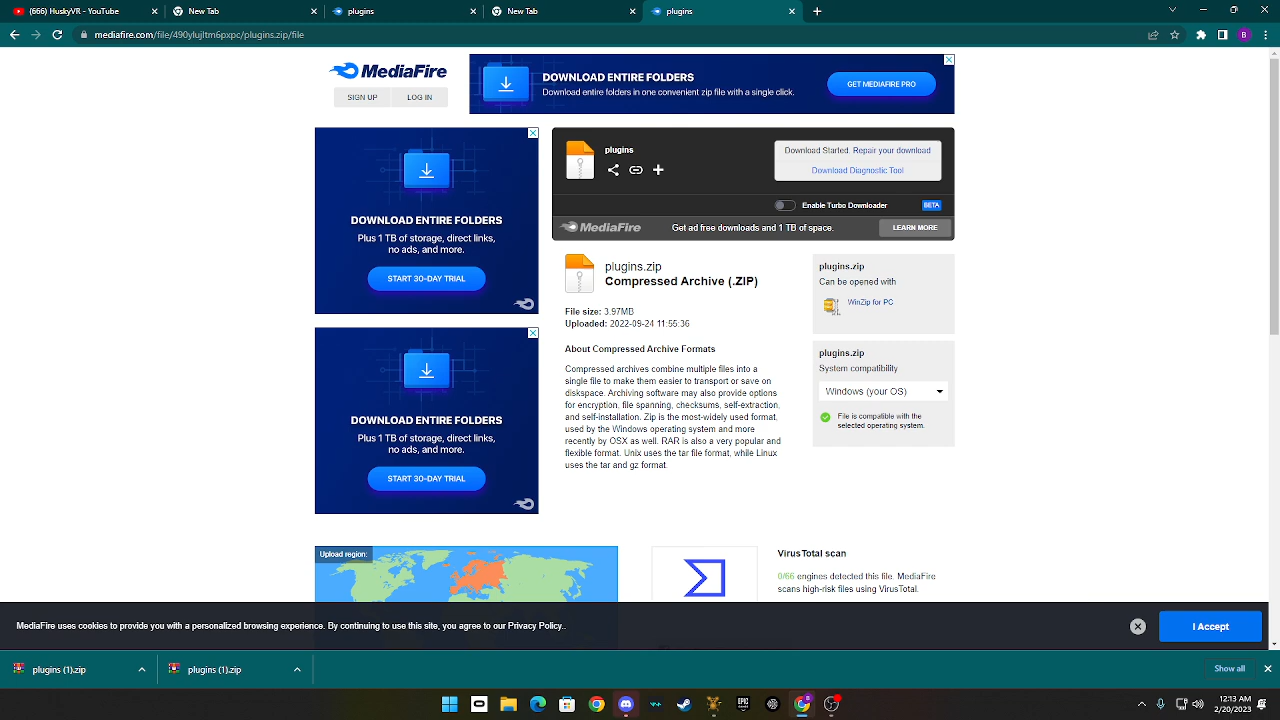 (666) HuskyVR - YouTube
New Tab
plugins
New Tab
plugins
mediafire.com/file/490ylujltm6pxpc/plugins.zip/file
B
MediaFire
SIGN UP
LOG IN
DOWNLOAD ENTIRE FOLDERS
Download entire folders in one convenient zip file with a single click.
GET MEDIAFIRE PRO
DOWNLOAD ENTIRE FOLDERS
Plus 1 TB of storage, direct links,
no ads, and more.
START 30-DAY TRIAL
plugins
Download Started. Repair your download
Download Diagnostic Tool
Enable Turbo Downloader
BETA
MediaFire
Get ad free downloads and 1 TB of space.
LEARN MORE
plugins.zip
Compressed Archive (.ZIP)
File size: 3.97MB
Uploaded: 2022-09-24 11:55:36
About Compressed Archive Formats
Compressed archives combine multiple files into a
single file to make them easier to transport or save on
diskspace. Archiving software may also provide options
for encryption, file spanning, checksums, self-extraction,
and self-installation. Zip is the most-widely used format,
used by the Windows operating system and more
recently by OSX as well. RAR is also a very popular and
flexible format. Unix uses the tar file format, while Linux
uses the tar and gz format.
plugins.zip
Can be opened with
WinZip for PC
plugins.zip
System compatibility
Windows (your OS)
File is compatible with the
selected operating system.
DOWNLOAD ENTIRE FOLDERS
Plus 1 TB of storage, direct links,
no ads, and more.
START 30-DAY TRIAL
Upload region:
VirusTotal scan
0/66 engines detected this file. MediaFire
scans high-risk files using VirusTotal.
MediaFire uses cookies to provide you with a personalized browsing experience. By continuing to use this site, you agree to our Privacy Policy..
I Accept
plugins (1).zip
plugins (1).zip
Show all
EPIC
GAMES
B
12:13 AM
2/20/2023